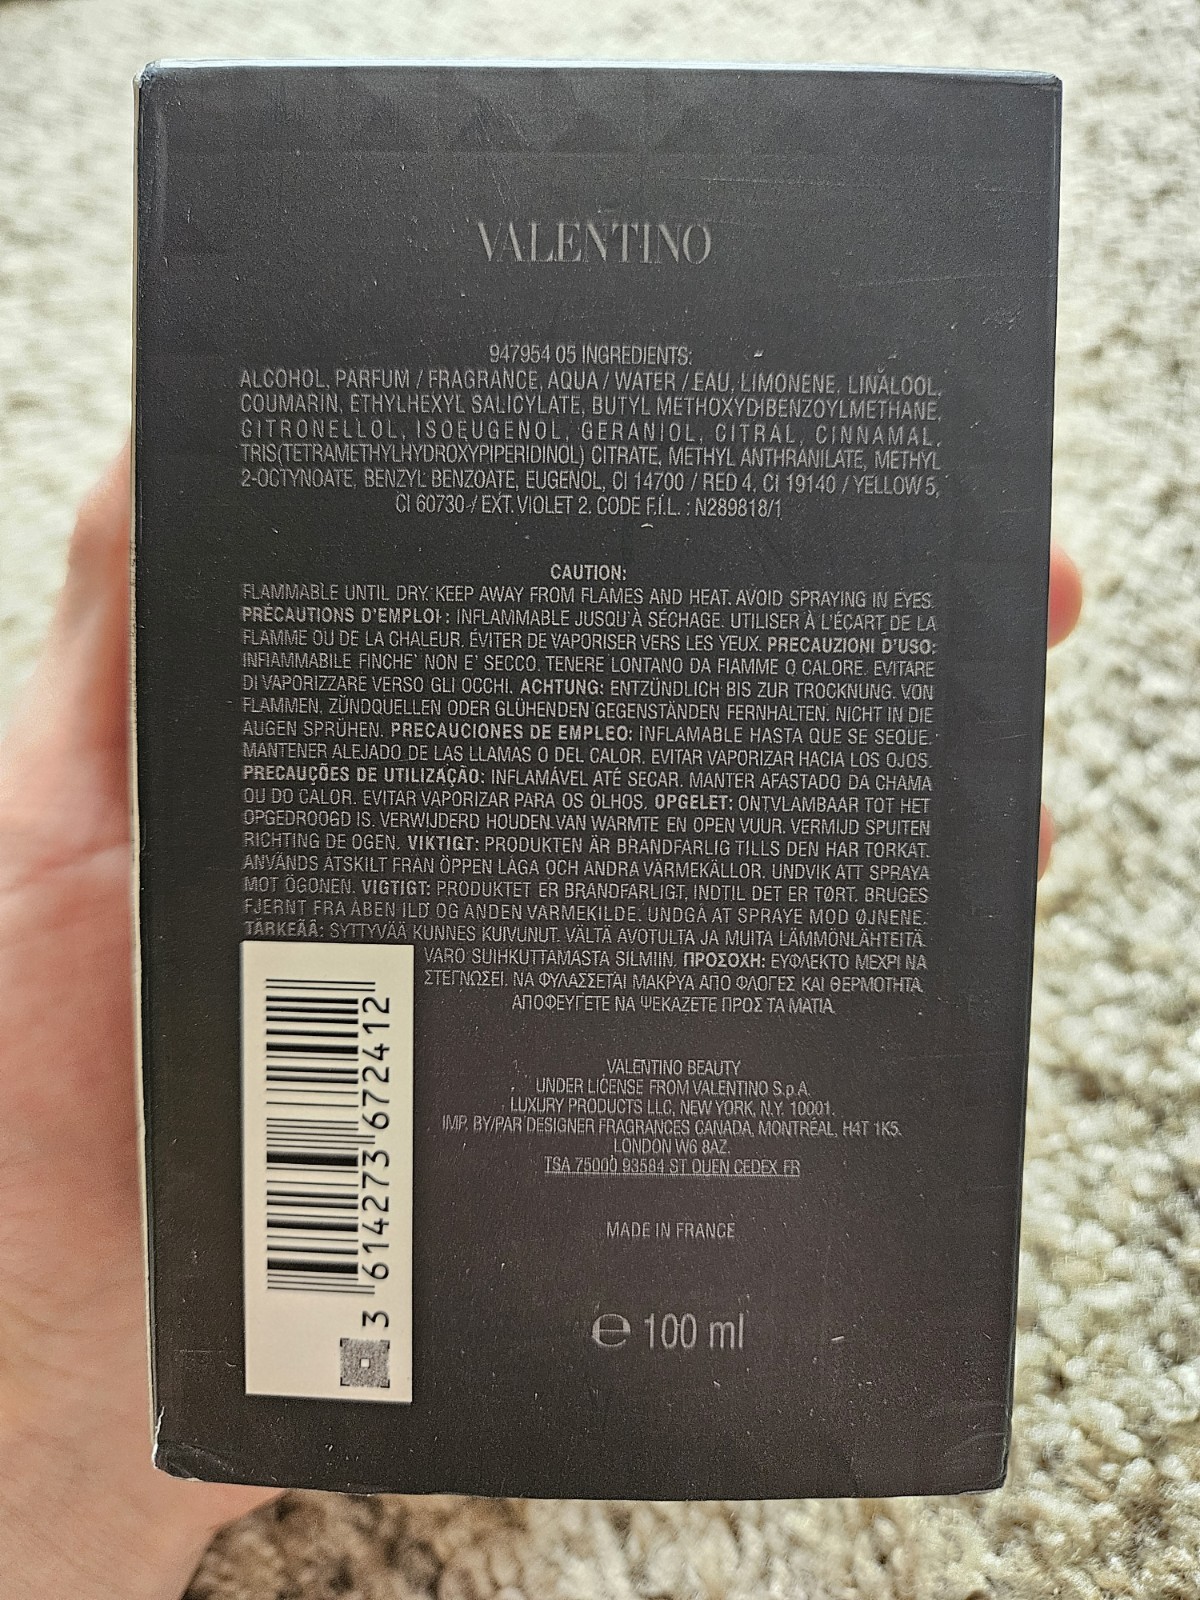 VALENTINO
947954 05 INGREDIENTS:
ALCOHOL, PARFUM / FRAGRANCE, AQUA / WATER / EAU, LIMONENE, LINALOOL,
COUMARIN, ETHYLHEXYL SALICYLATE, BUTYL METHOXYDIBENZOYLMETHANE,
CITRONELLOL, ISOEUGENOL, GERANIOL, CITRAL, CINNAMAL,
TRIS(TETRAMETHYLHYDROXYPIPERIDINOL) CITRATE, METHYL ANTHRANILATE, METHYL
2-OCTYNOATE, BENZYL BENZOATE, EUGENOL, CI 14700 / RED 4, CI 19140 / YELLOW 5,
CI 60730 / EXT. VIOLET 2. CODE F.I.L. : N289818/1
CAUTION:
FLAMMABLE UNTIL DRY. KEEP AWAY FROM FLAMES AND HEAT. AVOID SPRAYING IN EYES.
PRÉCAUTIONS D'EMPLOI : INFLAMMABLE JUSQU'À SÉCHAGE. UTILISER À L'ÉCART DE LA
FLAMME OU DE LA CHALEUR. ÉVITER DE VAPORISER VERS LES YEUX. PRECAUZIONI D'USO:
INFIAMMABILE FINCHE' NON E' SECCO. TENERE LONTANO DA FIAMME O CALORE. EVITARE
DI VAPORIZZARE VERSO GLI OCCHI. ACHTUNG: ENTZÜNDLICH BIS ZUR TROCKNUNG. VON
FLAMMEN, ZÜNDQUELLEN ODER GLÜHENDEN GEGENSTÄNDEN FERNHALTEN. NICHT IN DIE
AUGEN SPRÜHEN. PRECAUCIONES DE EMPLEO: INFLAMABLE HASTA QUE SE SEQUE.
MANTENER ALEJADO DE LAS LLAMAS O DEL CALOR. EVITAR VAPORIZAR HACIA LOS OJOS.
PRECAUÇÕES DE UTILIZAÇÃO: INFLAMÁVEL ATÉ SECAR. MANTER AFASTADO DA CHAMA
OU DO CALOR. EVITAR VAPORIZAR PARA OS OLHOS. OPGELET: ONTVLAMBAAR TOT HET
OPGEDROOGD IS. VERWIJDERD HOUDEN VAN WARMTE EN OPEN VUUR. VERMIJD SPUITEN
RICHTING DE OGEN. VIKTIGT: PRODUKTEN ÄR BRANDFARLIG TILLS DEN HAR TORKAT.
ANVÄNDS ÅTSKILT FRÅN ÖPPEN LÅGA OCH ANDRA VÄRMEKÄLLOR. UNDVIK ATT SPRAYA
MOT ÖGONEN. VIGTIGT: PRODUKTET ER BRANDFARLIGT, INDTIL DET ER TØRT. BRUGES
FJERNT FRA ÅBEN ILD OG ANDEN VARMEKILDE. UNDGÅ AT SPRAYE MOD ØJNENE.
TÄRKEÄÄ: SYTTYVÄÄ KUNNES KUIVUNUT. VÄLTÄ AVOTULTA JA MUITA LÄMMÖNLÄHTEITÄ.
VARO SUIHKUTTAMASTA SILMIIN. ΠΡΟΣΟΧΗ: ΕΥΦΛΕΚΤΟ ΜΕΧΡΙ ΝΑ
ΣΤΕΓΝΩΣΕΙ. ΝΑ ΦΥΛΑΣΣΕΤΑΙ ΜΑΚΡΥΑ ΑΠΟ ΦΛΟΓΕΣ ΚΑΙ ΘΕΡΜΟΤΗΤΑ.
ΑΠΟΦΕΥΓΕΤΕ ΝΑ ΨΕΚΑΖΕΤΕ ΠΡΟΣ ΤΑ ΜΑΤΙΑ.
3 614273 672412
VALENTINO BEAUTY
UNDER LICENSE FROM VALENTINO S.p.A.
LUXURY PRODUCTS LLC, NEW YORK, N.Y. 10001.
IMP. BY/PAR DESIGNER FRAGRANCES CANADA, MONTRÉAL, H4T 1K5.
LONDON W6 8AZ.
TSA 75000 93584 ST OUEN CEDEX FR
MADE IN FRANCE
℮ 100 ml